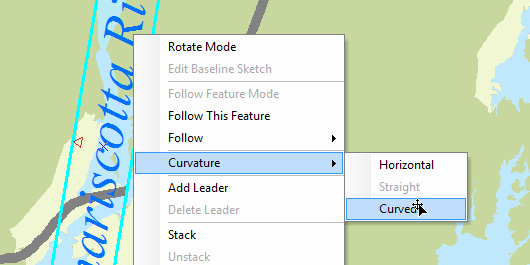 Rotate Mode
Edit Baseline Sketch
Follow Feature Mode
Follow This Feature
Follow
Curvature
Horizontal
Straight
Curved
Add Leader
Delete Leader
Stack
Unstack
mariscotta Ri